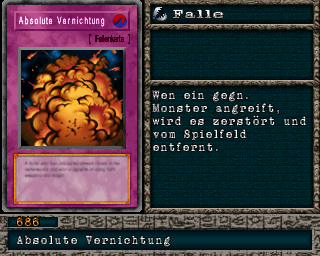 Absolute Vernichtung
[ Fallenkarte ]
Falle
Wen ein gegn.
Monster angreift,
wird es zerstört und
vom Spielfeld
entfernt.
686
Absolute Vernichtung